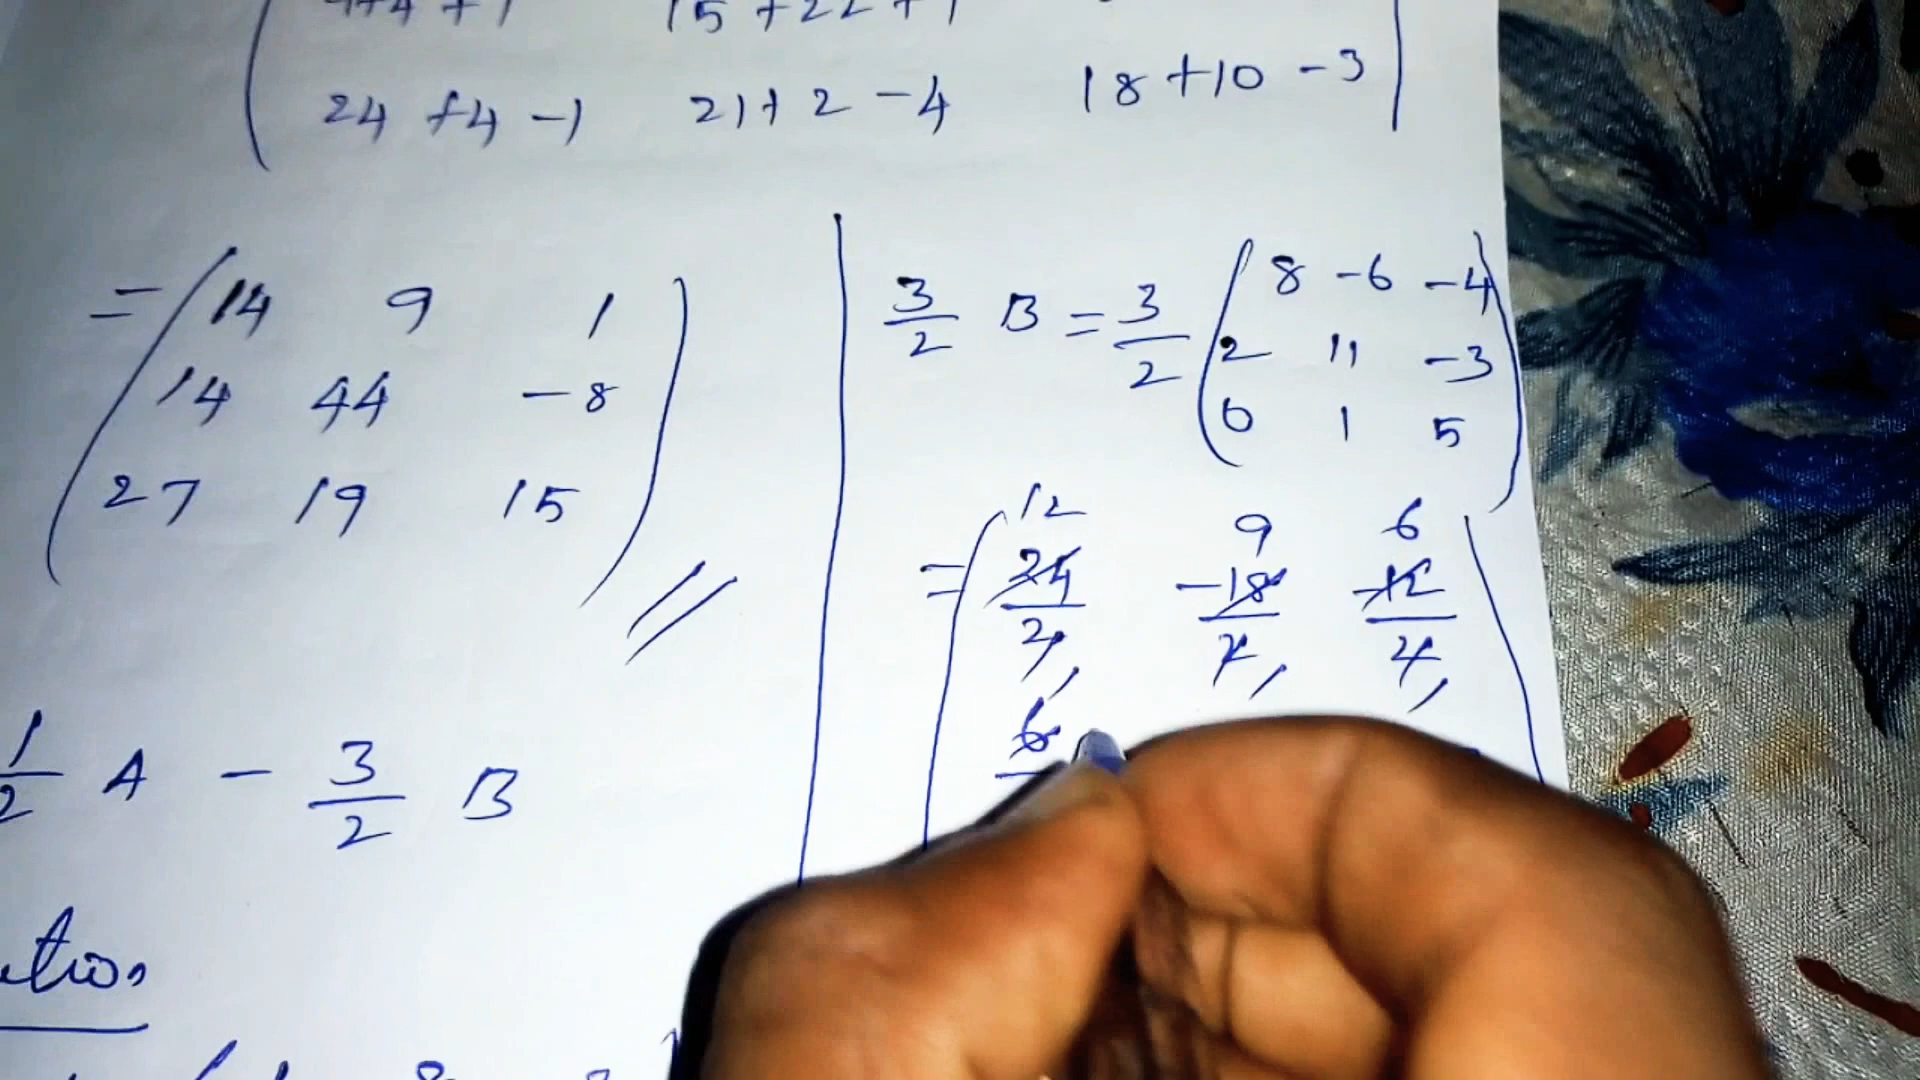 15 + 22 + 1
24 + 4 - 1 21 + 2 - 4 18 + 10 - 3
= ( 14 9 1
14 44 - 8
27 19 15 )
1/2 A - 3/2 B
3/2 B = 3/2 ( 8 - 6 - 4
2 11 - 3
0 1 5 )
12 9 6
= ( 24/2, -18/2, -12/2,
6